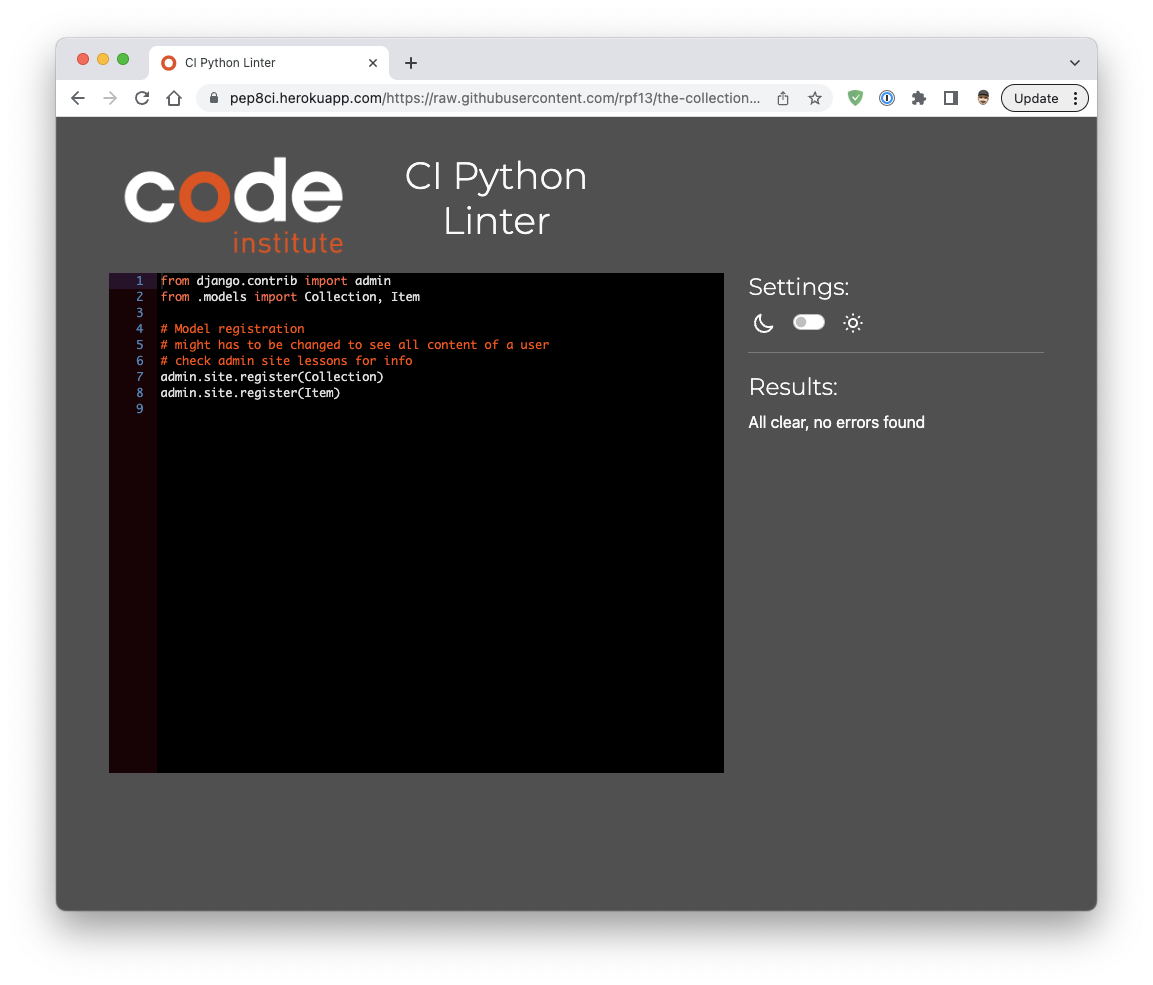 CI Python Linter
pep8ci.herokuapp.com/https://raw.githubusercontent.com/rpf13/the-collection...
Update
code
institute
CI Python
Linter
1 from django.contrib import admin
2 from .models import Collection, Item
3
4 # Model registration
5 # might has to be changed to see all content of a user
6 # check admin site lessons for info
7 admin.site.register(Collection)
8 admin.site.register(Item)
9
Settings:
Results:
All clear, no errors found